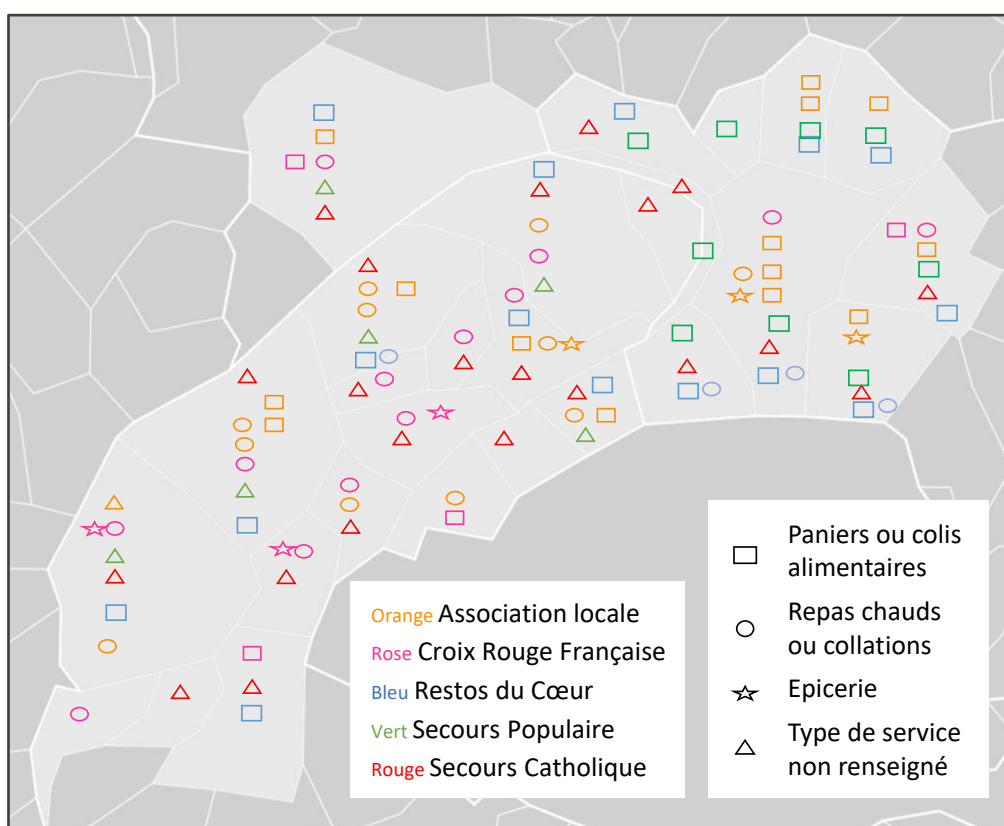 Orange Association locale
Rose Croix Rouge Française
Bleu Restos du Cœur
Vert Secours Populaire
Rouge Secours Catholique
Paniers ou colis
alimentaires
Repas chauds
ou collations
Epicerie
Type de service
non renseigné